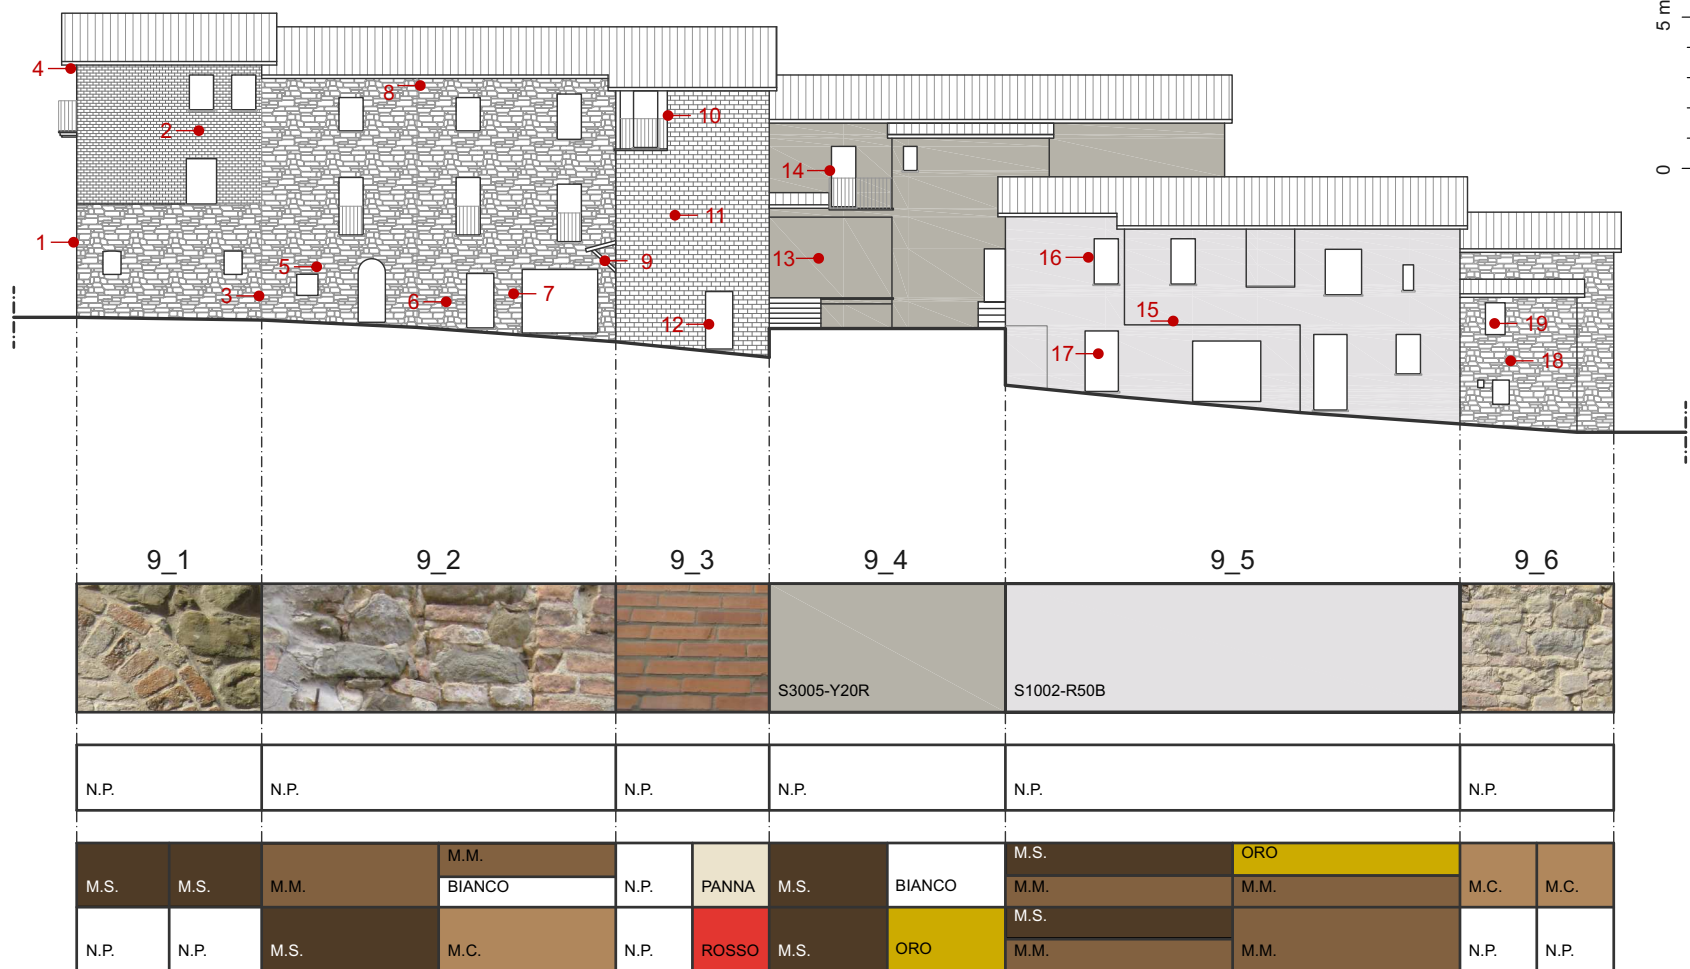 5 m
0
4
8
2
10
14
11
1
13
16
5
9
3
6
7
15
12
17
19
18
9_1 9_2 9_3 9_4 9_5 9_6
S3005-Y20R S1002-R50B
N.P. N.P. N.P. N.P. N.P. N.P.
M.M. M.S. ORO
M.S. M.S. M.M. BIANCO N.P. PANNA M.S. BIANCO M.M. M.M. M.C. M.C.
M.S.
N.P. N.P. M.S. M.C. N.P. ROSSO M.S. ORO M.M. M.M. N.P. N.P.